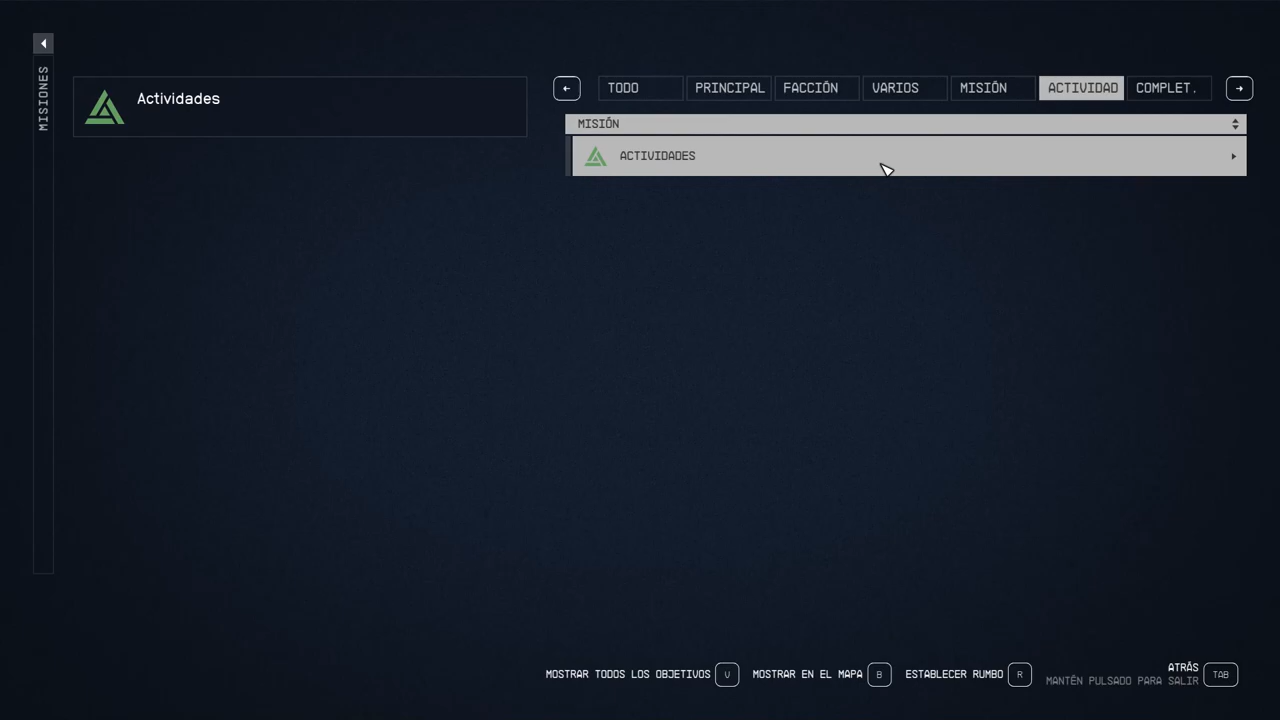 MISIONES
Actividades
TODO
PRINCIPAL
FACCIÓN
VARIOS
MISIÓN
ACTIVIDAD
COMPLET.
MISIÓN
ACTIVIDADES
MOSTRAR TODOS LOS OBJETIVOS V
MOSTRAR EN EL MAPA B
ESTABLECER RUMBO R
ATRÁS
MANTÉN PULSADO PARA SALIR TAB